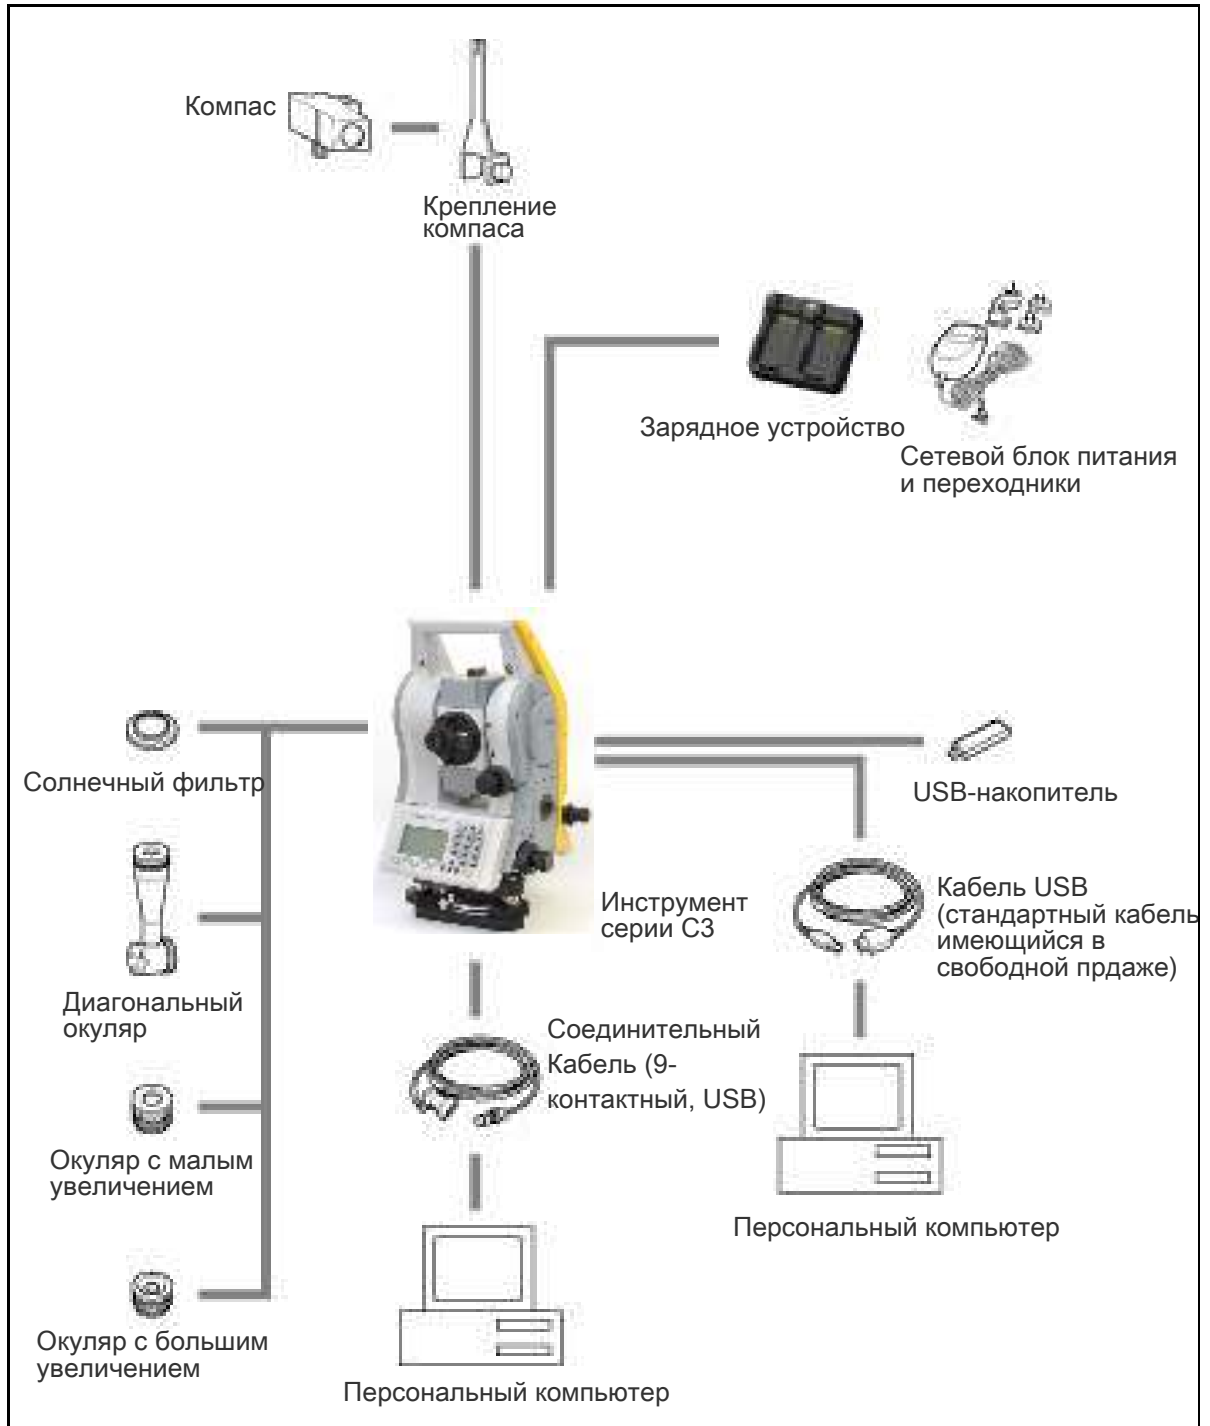 Компас
Крепление
компаса
Зарядное устройство
Сетевой блок питания
и переходники
Солнечный фильтр
USB-накопитель
Инструмент
серии C3
Кабель USB
(стандартный кабель
имеющийся в
свободной прдаже)
Диагональный
окуляр
Соединительный
Кабель (9-
контактный, USB)
Окуляр с малым
увеличением
Персональный компьютер
Окуляр с большим
увеличением
Персональный компьютер